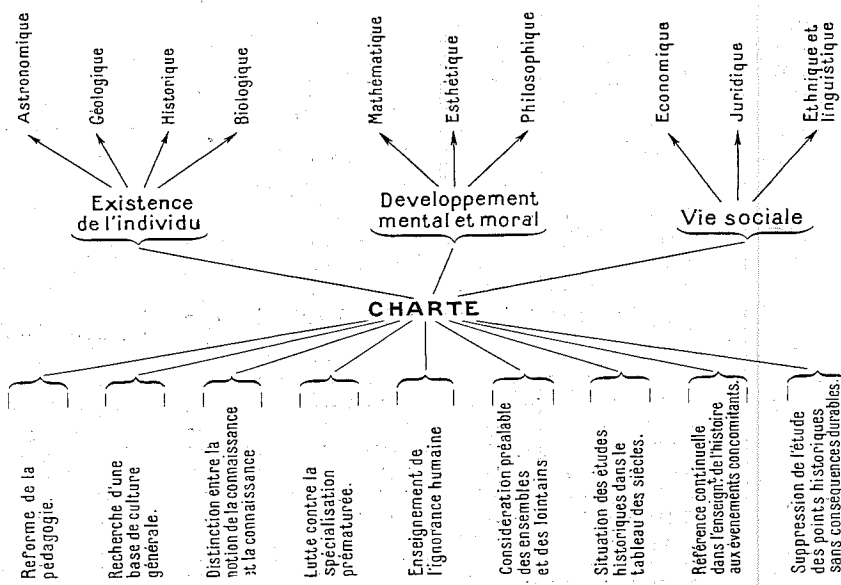 Astronomique
Géologique
Historique
Biologique
Mathématique
Esthétique
Philosophique
Economique
Juridique
Ethnique et
linguistique
Existence
de l'individu
Developpement
mental et moral
Vie sociale
CHARTE
Reforme de la
pédagogie.
Recherche d'une
base de culture
générale.
Distinction entre la
notion de la connaissance
et la connaissance
Lutte contre la
spécialisation
prématurée.
Enseignement de
l'ignorance humaine
Considération préalable
des ensembles
et des lointains
Situation des études
historiques dans le
tableau des siècles.
Référence continuelle
dans l'enseignt de l'histoire
aux évenements concomitants.
Suppression de l'étude
des points historiques
sans conséquences durables.